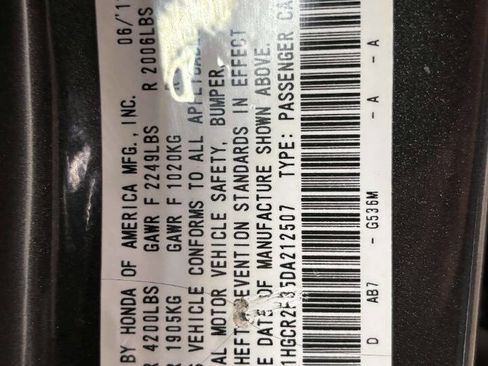 BY HONDA OF AMERICA MFG., INC. 06/1
4200LBS GAWR F 2249LBS R 2006LBS
1905KG GAWR F 1020KG
VEHICLE CONFORMS TO ALL
AL MOTOR VEHICLE SAFETY, BUMPER,
HEFT PREVENTION STANDARDS IN EFFECT
E DATE OF MANUFACTURE SHOWN ABOVE.
TYPE: PASSENGER CA
D AB7 - G536M - A - A